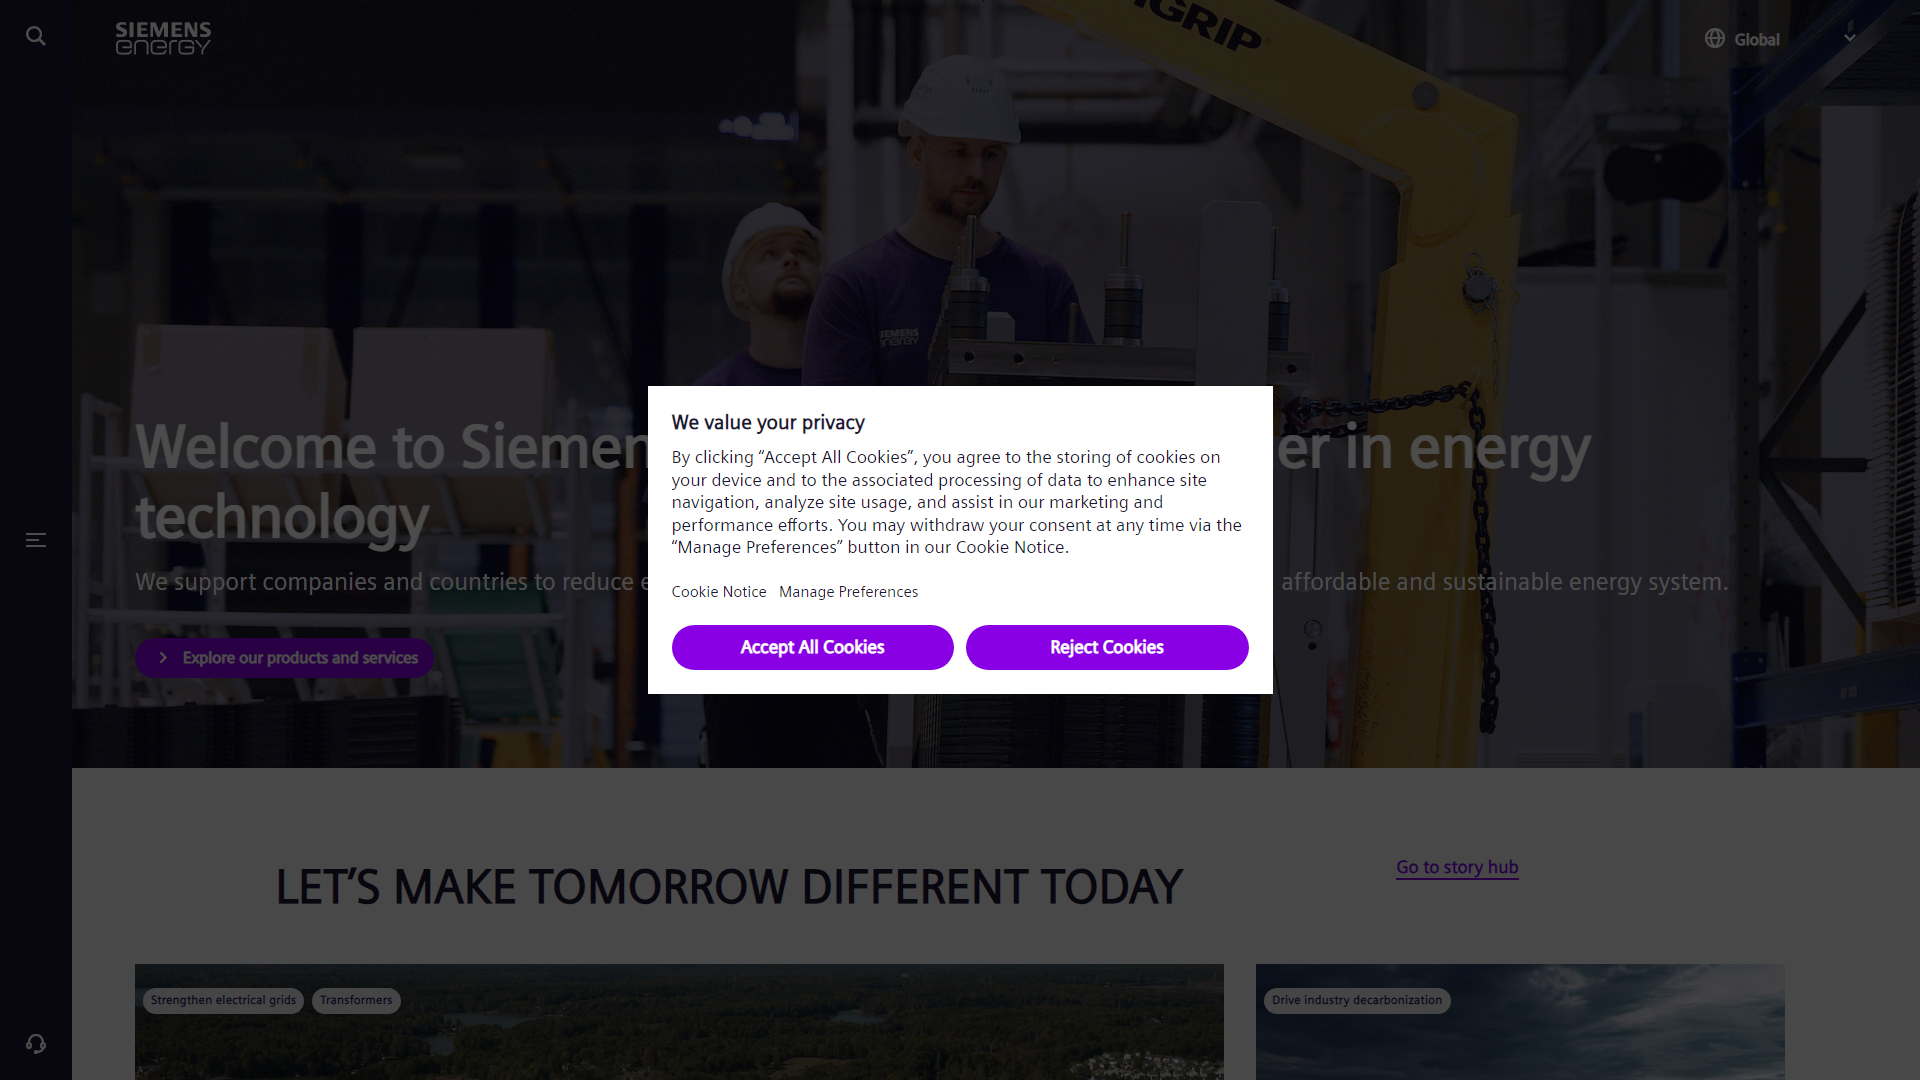 SIEMENS
energy
Global
GRIP
SIEMENS
energy
Welcome to Siemen
er in energy
technology
We support companies and countries to reduce e
affordable and sustainable energy system.
Explore our products and services
We value your privacy
By clicking “Accept All Cookies”, you agree to the storing of cookies on
your device and to the associated processing of data to enhance site
navigation, analyze site usage, and assist in our marketing and
performance efforts. You may withdraw your consent at any time via the
“Manage Preferences” button in our Cookie Notice.
Cookie Notice Manage Preferences
Accept All Cookies Reject Cookies
LET’S MAKE TOMORROW DIFFERENT TODAY
Go to story hub
Strengthen electrical grids Transformers
Drive industry decarbonization